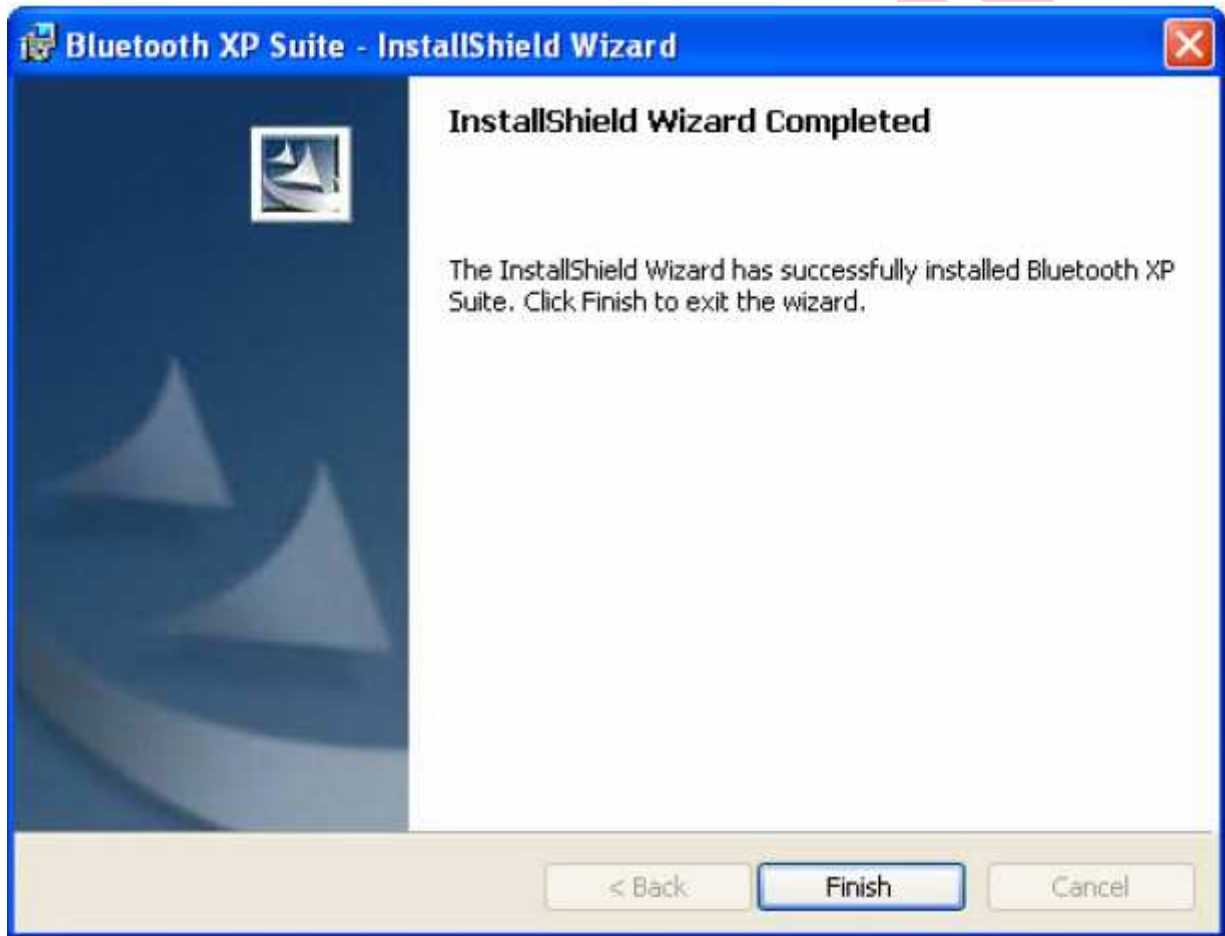 Bluetooth XP Suite - InstallShield Wizard
InstallShield Wizard Completed
The InstallShield Wizard has successfully installed Bluetooth XP
Suite. Click Finish to exit the wizard.
< Back Finish Cancel